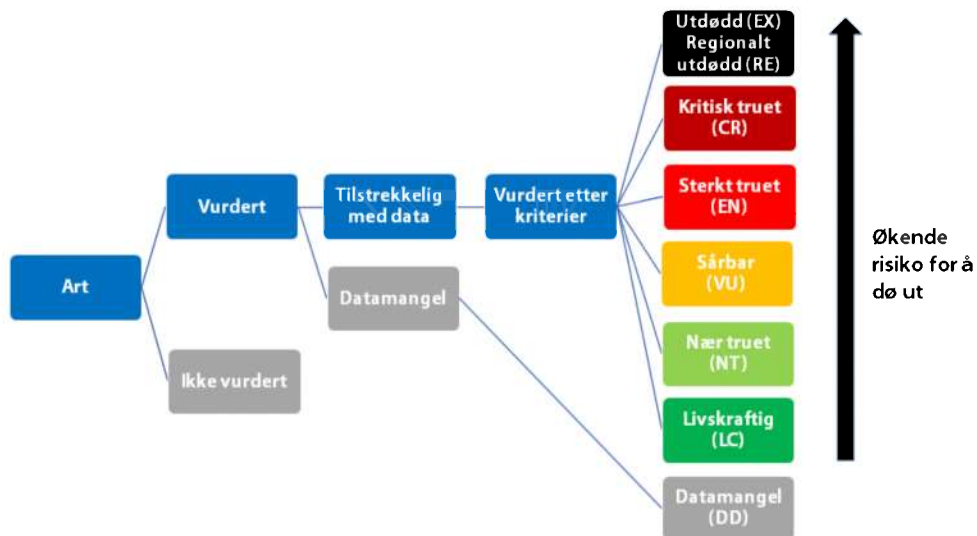 Art
Vurdert
Ikke vurdert
Tilstrekkelig
med data
Datamangel
Vurdert etter
kriterier
Utdødd (EX)
Regionalt
utdødd (RE)
Kritisk truet
(CR)
Sterkt truet
(EN)
Sårbar
(VU)
Nær truet
(NT)
Livskraftig
(LC)
Datamangel
(DD)
Økende
risiko for å
dø ut